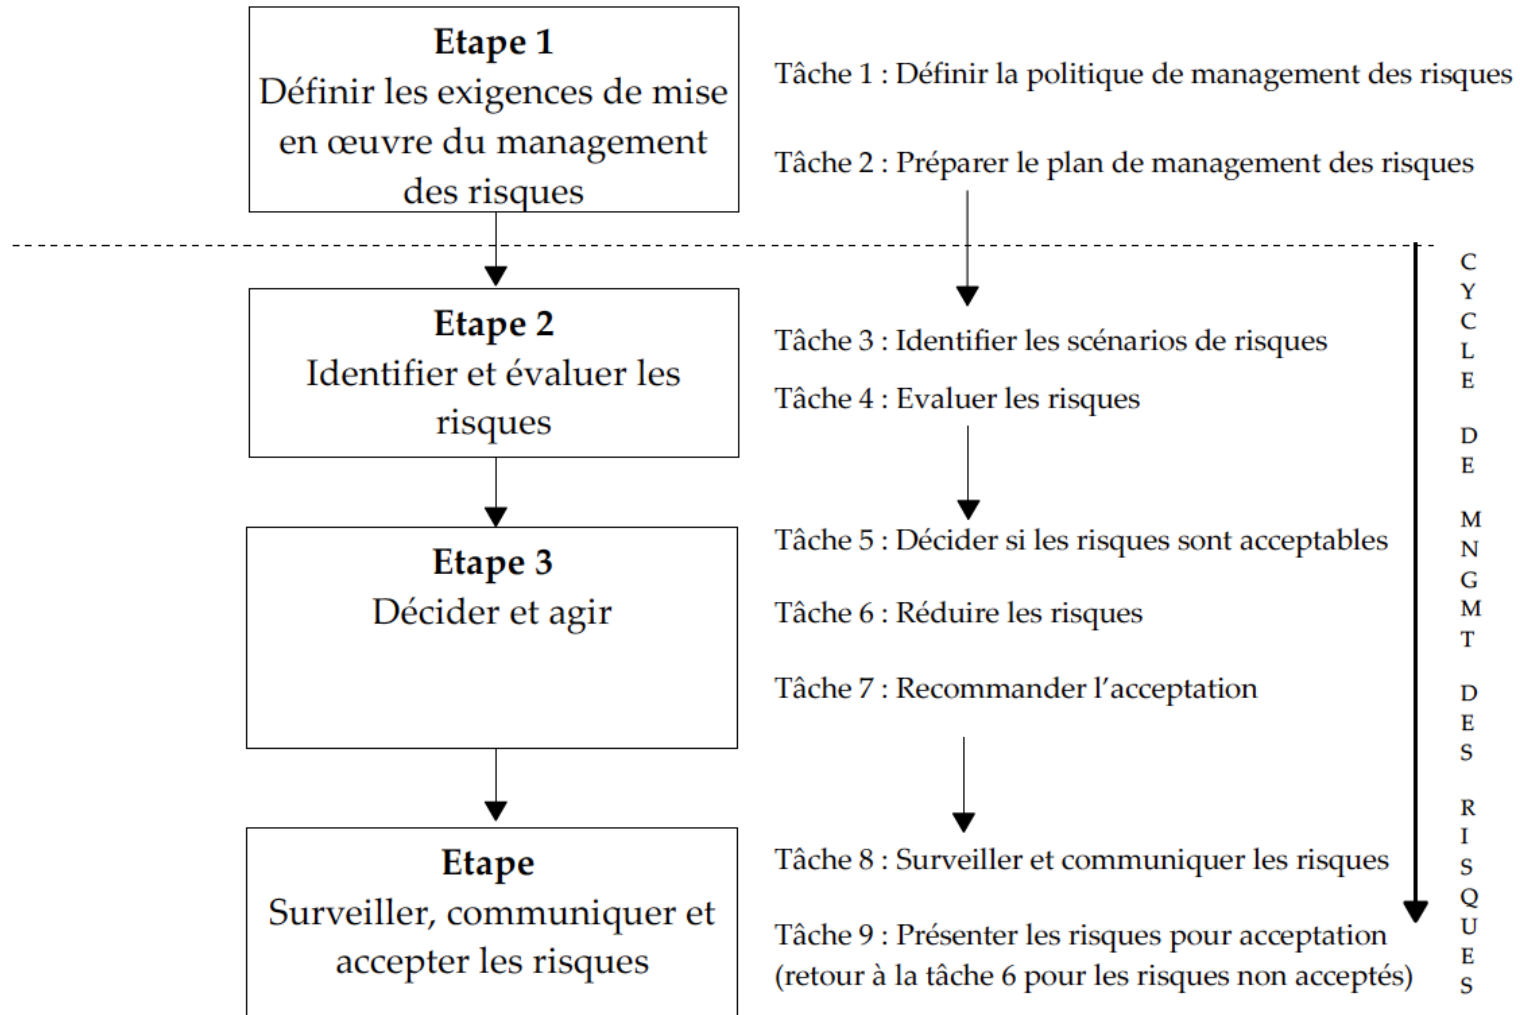 Etape 1
Définir les exigences de mise
en œuvre du management
des risques
Tâche 1 : Définir la politique de management des risques
Tâche 2 : Préparer le plan de management des risques
Etape 2
Identifier et évaluer les
risques
Tâche 3 : Identifier les scénarios de risques
Tâche 4 : Evaluer les risques
Etape 3
Décider et agir
Tâche 5 : Décider si les risques sont acceptables
Tâche 6 : Réduire les risques
Tâche 7 : Recommander l’acceptation
Etape
Surveiller, communiquer et
accepter les risques
Tâche 8 : Surveiller et communiquer les risques
Tâche 9 : Présenter les risques pour acceptation
(retour à la tâche 6 pour les risques non acceptés)
CYCLE DE MNGMT DES RISQUES